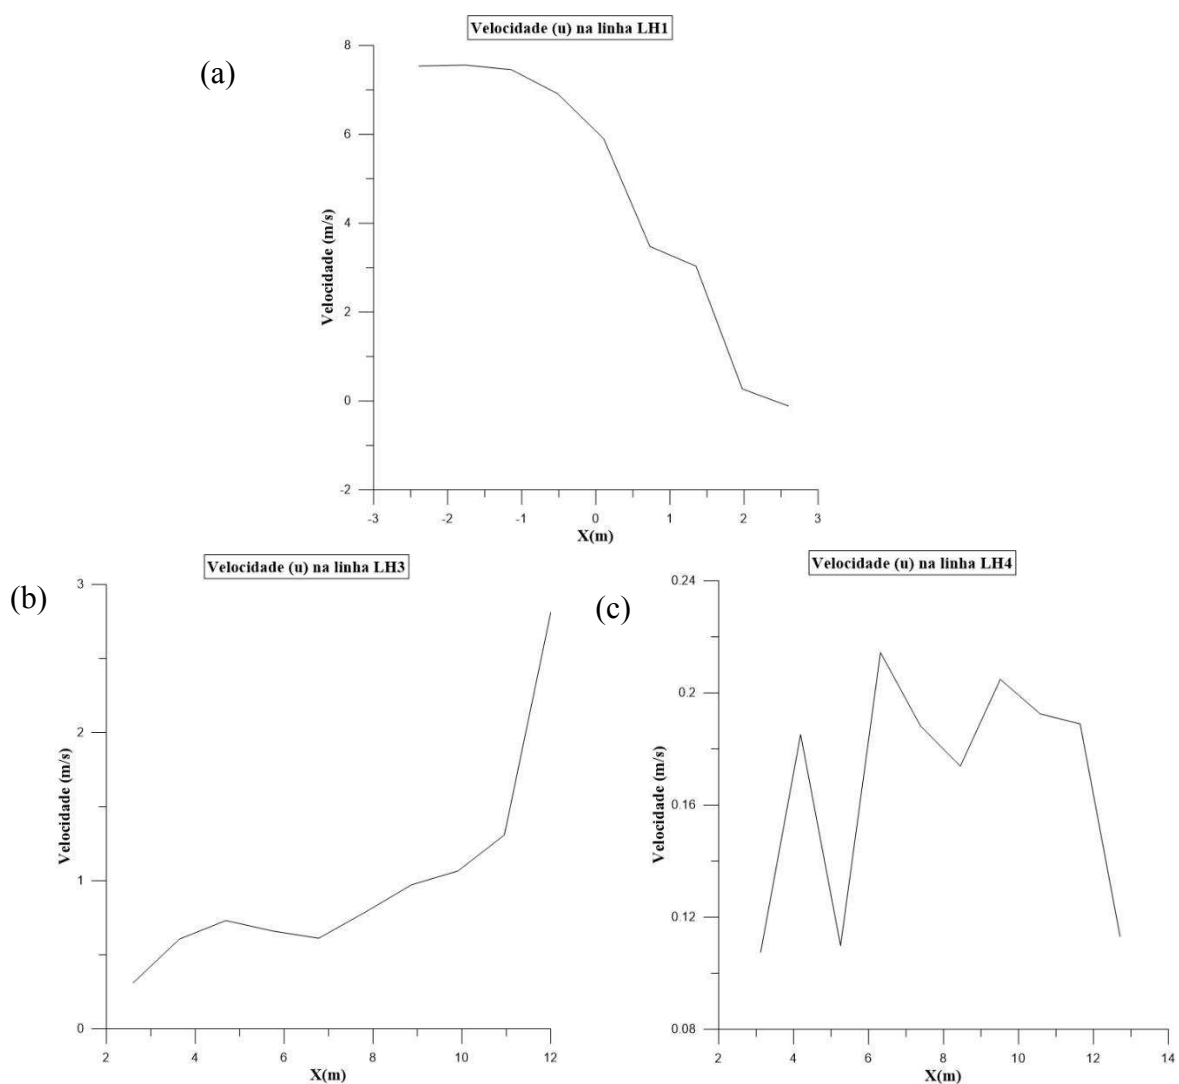 Velocidade (u) na linha LH1
(a)
8
6
4
2
0
-2
Velocidade (m/s)
-3 -2 -1 0 1 2 3
X(m)
Velocidade (u) na linha LH3
(b)
3
2
1
0
Velocidade (m/s)
2 4 6 8 10 12
X(m)
Velocidade (u) na linha LH4
(c)
0.24
0.2
0.16
0.12
0.08
Velocidade (m/s)
2 4 6 8 10 12 14
X(m)